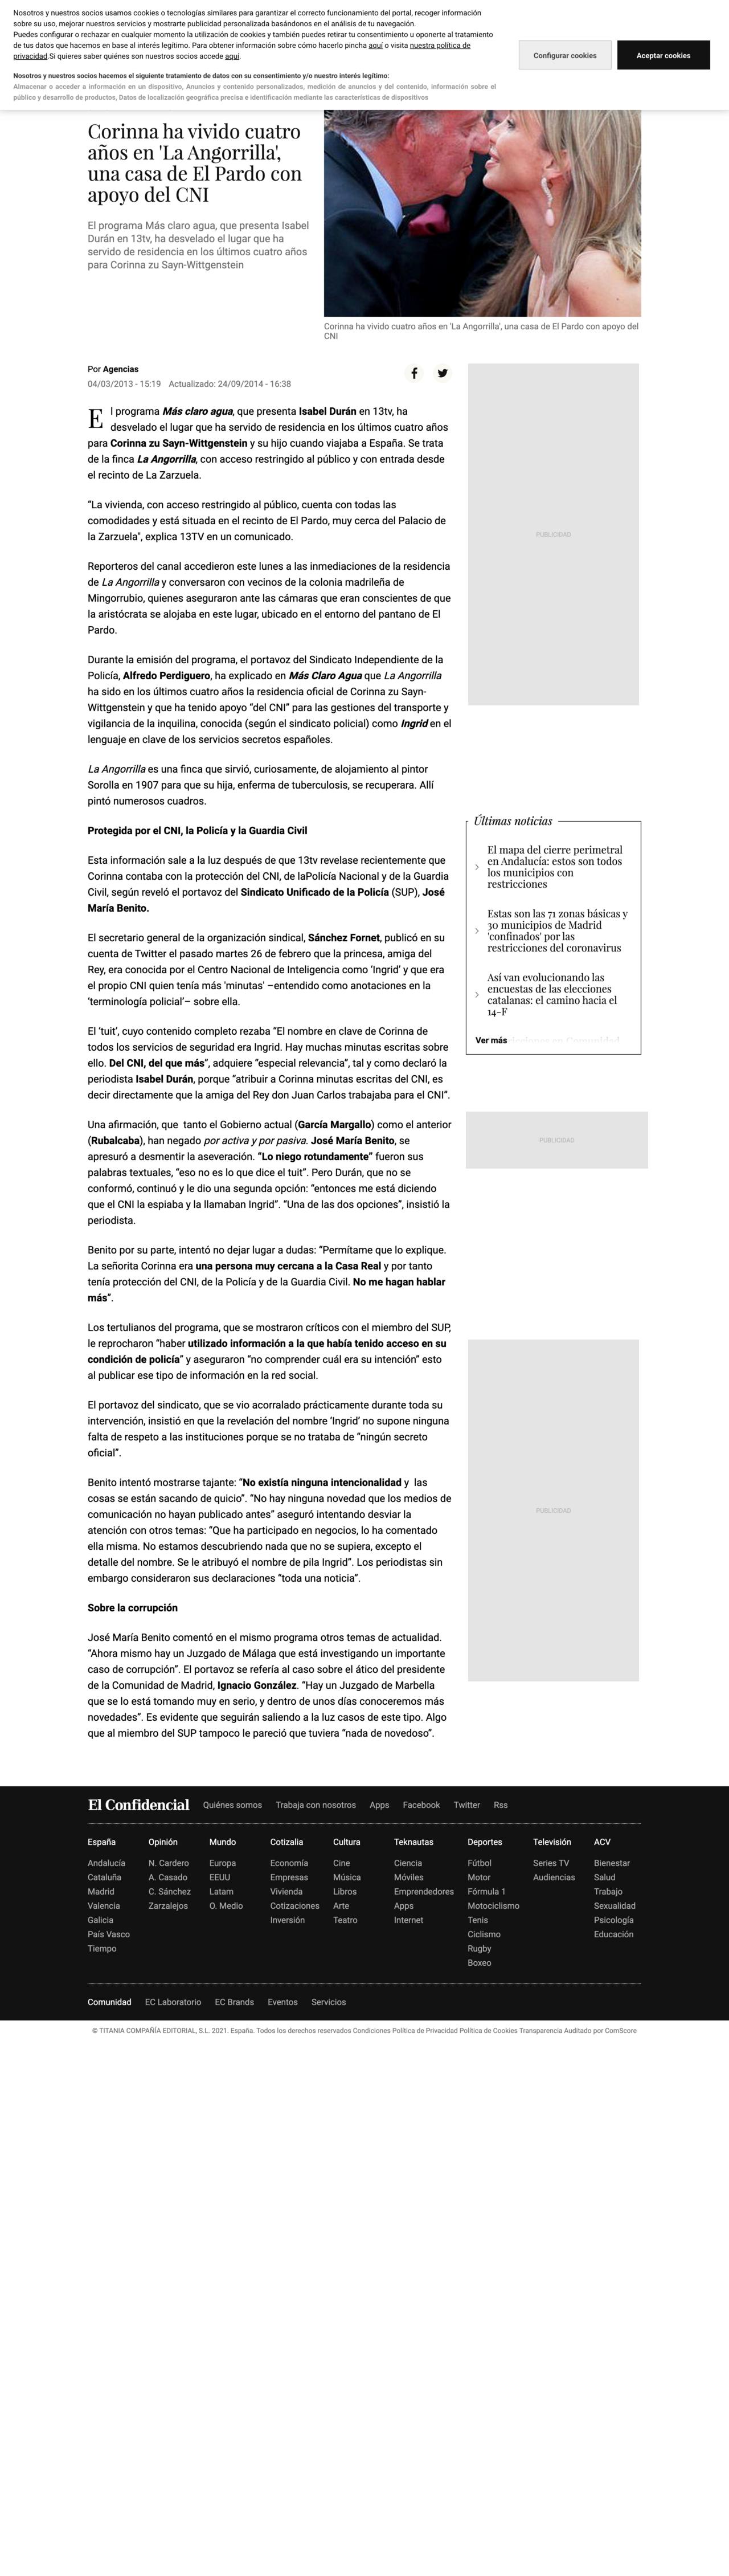 Nosotros y nuestros socios usamos cookies o tecnologías similares para garantizar el correcto funcionamiento del portal, recoger información
sobre su uso, mejorar nuestros servicios y mostrarte publicidad personalizada basándonos en el análisis de tu navegación.
Puedes configurar o rechazar en cualquier momento la utilización de cookies y también puedes retirar tu consentimiento u oponerte al tratamiento
de tus datos que hacemos en base al interés legítimo. Para obtener información sobre cómo hacerlo pincha aquí o visita nuestra política de
privacidad.Si quieres saber quiénes son nuestros socios accede aquí.
Configurar cookies
Aceptar cookies
Nosotros y nuestros socios hacemos el siguiente tratamiento de datos con su consentimiento y/o nuestro interés legítimo:
Almacenar o acceder a información en un dispositivo, Anuncios y contenido personalizados, medición de anuncios y del contenido, información sobre el
público y desarrollo de productos, Datos de localización geográfica precisa e identificación mediante las características de dispositivos
Corinna ha vivido cuatro
años en 'La Angorrilla',
una casa de El Pardo con
apoyo del CNI
El programa Más claro agua, que presenta Isabel
Durán en 13tv, ha desvelado el lugar que ha
servido de residencia en los últimos cuatro años
para Corinna zu Sayn-Wittgenstein
Corinna ha vivido cuatro años en 'La Angorrilla', una casa de El Pardo con apoyo del
CNI
Por Agencias
04/03/2013 - 15:19 Actualizado: 24/09/2014 - 16:38
El programa Más claro agua, que presenta Isabel Durán en 13tv, ha
desvelado el lugar que ha servido de residencia en los últimos cuatro años
para Corinna zu Sayn-Wittgenstein y su hijo cuando viajaba a España. Se trata
de la finca La Angorrilla, con acceso restringido al público y con entrada desde
el recinto de La Zarzuela.
“La vivienda, con acceso restringido al público, cuenta con todas las
comodidades y está situada en el recinto de El Pardo, muy cerca del Palacio de
la Zarzuela", explica 13TV en un comunicado.
Reporteros del canal accedieron este lunes a las inmediaciones de la residencia
de La Angorrilla y conversaron con vecinos de la colonia madrileña de
Mingorrubio, quienes aseguraron ante las cámaras que eran conscientes de que
la aristócrata se alojaba en este lugar, ubicado en el entorno del pantano de El
Pardo.
Durante la emisión del programa, el portavoz del Sindicato Independiente de la
Policía, Alfredo Perdiguero, ha explicado en Más Claro Agua que La Angorrilla
ha sido en los últimos cuatro años la residencia oficial de Corinna zu Sayn-
Wittgenstein y que ha tenido apoyo “del CNI” para las gestiones del transporte y
vigilancia de la inquilina, conocida (según el sindicato policial) como Ingrid en el
lenguaje en clave de los servicios secretos españoles.
La Angorrilla es una finca que sirvió, curiosamente, de alojamiento al pintor
Sorolla en 1907 para que su hija, enferma de tuberculosis, se recuperara. Allí
pintó numerosos cuadros.
Protegida por el CNI, la Policía y la Guardia Civil
Esta información sale a la luz después de que 13tv revelase recientemente que
Corinna contaba con la protección del CNI, de laPolicía Nacional y de la Guardia
Civil, según reveló el portavoz del Sindicato Unificado de la Policía (SUP), José
María Benito.
El secretario general de la organización sindical, Sánchez Fornet, publicó en su
cuenta de Twitter el pasado martes 26 de febrero que la princesa, amiga del
Rey, era conocida por el Centro Nacional de Inteligencia como ‘Ingrid’ y que era
el propio CNI quien tenía más 'minutas' –entendido como anotaciones en la
‘terminología policial’– sobre ella.
El ‘tuit’, cuyo contenido completo rezaba “El nombre en clave de Corinna de
todos los servicios de seguridad era Ingrid. Hay muchas minutas escritas sobre
ello. Del CNI, del que más”, adquiere “especial relevancia”, tal y como declaró la
periodista Isabel Durán, porque “atribuir a Corinna minutas escritas del CNI, es
decir directamente que la amiga del Rey don Juan Carlos trabajaba para el CNI”.
Una afirmación, que tanto el Gobierno actual (García Margallo) como el anterior
(Rubalcaba), han negado por activa y por pasiva. José María Benito, se
apresuró a desmentir la aseveración. “Lo niego rotundamente” fueron sus
palabras textuales, “eso no es lo que dice el tuit”. Pero Durán, que no se
conformó, continuó y le dio una segunda opción: “entonces me está diciendo
que el CNI la espiaba y la llamaban Ingrid”. “Una de las dos opciones”, insistió la
periodista.
Benito por su parte, intentó no dejar lugar a dudas: “Permítame que lo explique.
La señorita Corinna era una persona muy cercana a la Casa Real y por tanto
tenía protección del CNI, de la Policía y de la Guardia Civil. No me hagan hablar
más”.
Los tertulianos del programa, que se mostraron críticos con el miembro del SUP,
le reprocharon “haber utilizado información a la que había tenido acceso en su
condición de policía” y aseguraron “no comprender cuál era su intención” esto
al publicar ese tipo de información en la red social.
El portavoz del sindicato, que se vio acorralado prácticamente durante toda su
intervención, insistió en que la revelación del nombre ‘Ingrid’ no supone ninguna
falta de respeto a las instituciones porque se no trataba de “ningún secreto
oficial”.
Benito intentó mostrarse tajante: “No existía ninguna intencionalidad y las
cosas se están sacando de quicio”. “No hay ninguna novedad que los medios de
comunicación no hayan publicado antes” aseguró intentando desviar la
atención con otros temas: “Que ha participado en negocios, lo ha comentado
ella misma. No estamos descubriendo nada que no se supiera, excepto el
detalle del nombre. Se le atribuyó el nombre de pila Ingrid”. Los periodistas sin
embargo consideraron sus declaraciones “toda una noticia”.
Sobre la corrupción
José María Benito comentó en el mismo programa otros temas de actualidad.
“Ahora mismo hay un Juzgado de Málaga que está investigando un importante
caso de corrupción”. El portavoz se refería al caso sobre el ático del presidente
de la Comunidad de Madrid, Ignacio González. “Hay un Juzgado de Marbella
que se lo está tomando muy en serio, y dentro de unos días conoceremos más
novedades”. Es evidente que seguirán saliendo a la luz casos de este tipo. Algo
que al miembro del SUP tampoco le pareció que tuviera “nada de novedoso”.
PUBLICIDAD
Últimas noticias
El mapa del cierre perimetral
en Andalucía: estos son todos
los municipios con
restricciones
Estas son las 71 zonas básicas y
30 municipios de Madrid
'confinados' por las
restricciones del coronavirus
Así van evolucionando las
encuestas de las elecciones
catalanas: el camino hacia el
14-F
Ver más
PUBLICIDAD
PUBLICIDAD
El Confidencial
Quiénes somos Trabaja con nosotros Apps Facebook Twitter Rss
España Opinión Mundo Cotizalia Cultura Teknautas Deportes Televisión ACV
Andalucía N. Cardero Europa Economía Cine Ciencia Fútbol Series TV Bienestar
Cataluña A. Casado EEUU Empresas Música Móviles Motor Audiencias Salud
Madrid C. Sánchez Latam Vivienda Libros Emprendedores Fórmula 1 Trabajo
Valencia Zarzalejos O. Medio Cotizaciones Arte Apps Motociclismo Sexualidad
Galicia Inversión Teatro Internet Tenis Psicología
País Vasco Ciclismo Educación
Tiempo Rugby
Boxeo
Comunidad EC Laboratorio EC Brands Eventos Servicios
© TITANIA COMPAÑÍA EDITORIAL, S.L. 2021. España. Todos los derechos reservados Condiciones Política de Privacidad Política de Cookies Transparencia Auditado por ComScore